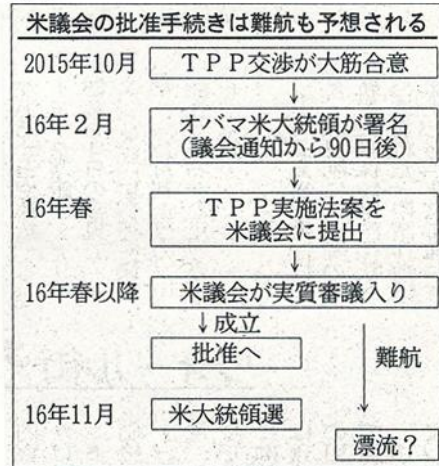 米議会の批准手続きは難航も予想される
2015年10月 TPP交渉が大筋合意
↓
16年2月 オバマ米大統領が署名
(議会通知から90日後)
↓
16年春 TPP実施法案を
米議会に提出
↓
16年春以降 米議会が実質審議入り
↓成立
批准へ
難航
↓
16年11月 米大統領選
漂流?